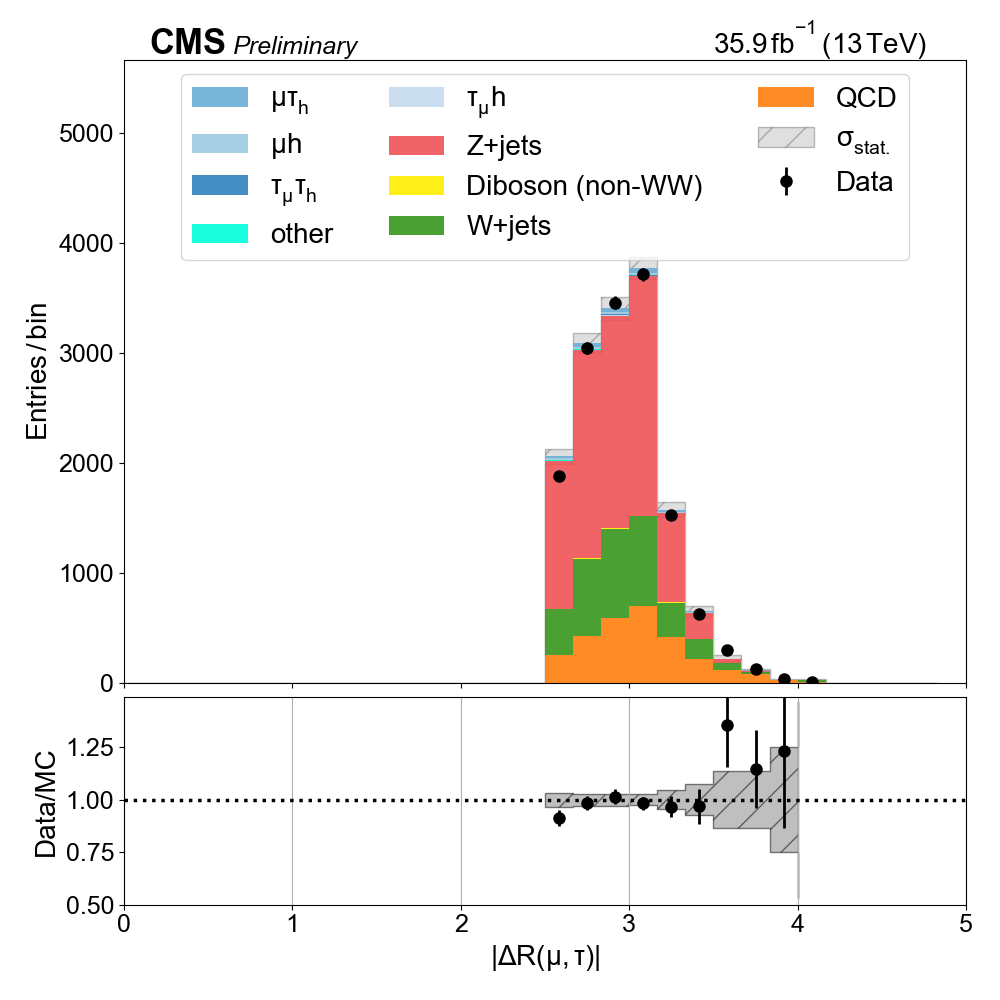 CMS Preliminary 35.9 fb⁻¹ (13 TeV)
μτh τμh QCD
μh Z+jets σstat.
τμτh Diboson (non-WW) Data
other W+jets
Entries / bin
5000
4000
3000
2000
1000
0
Data/MC
1.25
1.00
0.75
0.50
0 1 2 3 4 5
|ΔR(μ, τ)|